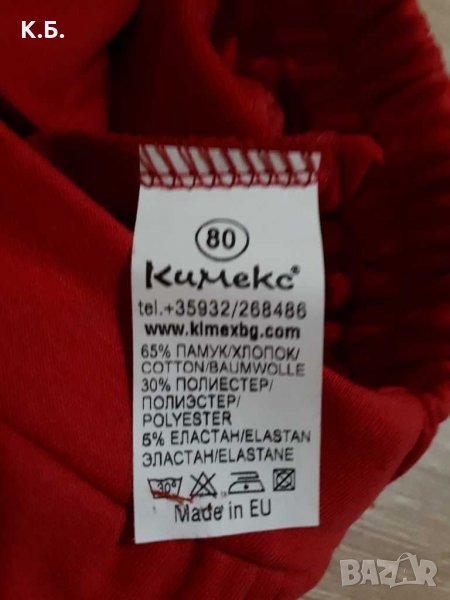 К.Б.
80
Кимекс®
tel.+35932/268486
www.kimexbg.com
65% ПАМУК/ХЛОПОК/
COTTON/BAUMWOLLE
30% ПОЛИЕСТЕР/
ПОЛИЭСТЕР/
POLYESTER
5% ЕЛАСТАН/ELASTAN
ЭЛАСТАН/ELASTANE
30°
Made in EU
BAZAR